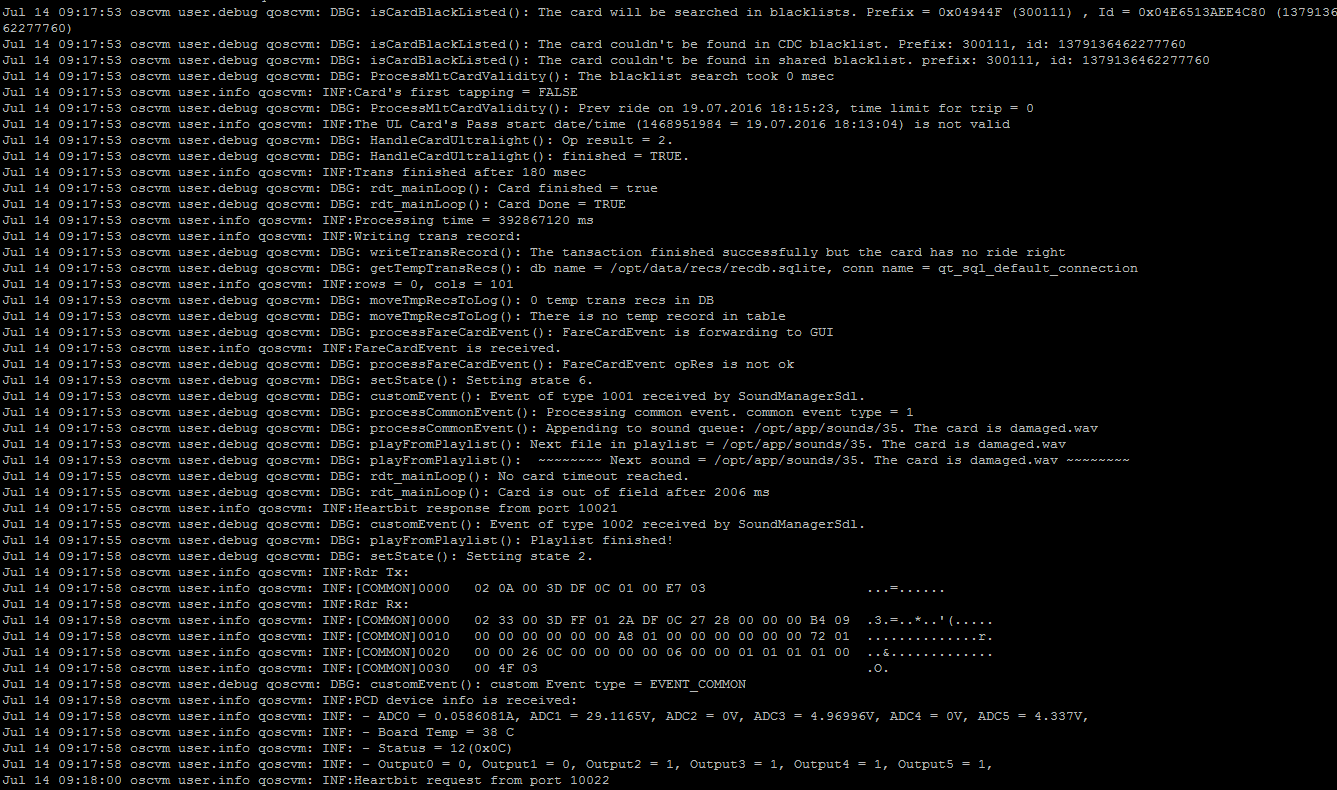 Jul 14 09:17:53 oscvm user.debug qoscvm: DBG: isCardBlackListed(): The card will be searched in blacklists. Prefix = 0x04944F (300111) , Id = 0x04E6513AEE4C80 (1379136
62277760)
Jul 14 09:17:53 oscvm user.debug qoscvm: DBG: isCardBlackListed(): The card couldn't be found in CDC blacklist. Prefix: 300111, id: 1379136462277760
Jul 14 09:17:53 oscvm user.debug qoscvm: DBG: isCardBlackListed(): The card couldn't be found in shared blacklist. prefix: 300111, id: 1379136462277760
Jul 14 09:17:53 oscvm user.debug qoscvm: DBG: ProcessMltCardValidity(): The blacklist search took 0 msec
Jul 14 09:17:53 oscvm user.info qoscvm: INF:Card's first tapping = FALSE
Jul 14 09:17:53 oscvm user.debug qoscvm: DBG: ProcessMltCardValidity(): Prev ride on 19.07.2016 18:15:23, time limit for trip = 0
Jul 14 09:17:53 oscvm user.info qoscvm: INF:The UL Card's Pass start date/time (1468951984 = 19.07.2016 18:13:04) is not valid
Jul 14 09:17:53 oscvm user.debug qoscvm: DBG: HandleCardUltralight(): Op result = 2.
Jul 14 09:17:53 oscvm user.debug qoscvm: DBG: HandleCardUltralight(): finished = TRUE.
Jul 14 09:17:53 oscvm user.info qoscvm: INF:Trans finished after 180 msec
Jul 14 09:17:53 oscvm user.debug qoscvm: DBG: rdt_mainLoop(): Card finished = true
Jul 14 09:17:53 oscvm user.debug qoscvm: DBG: rdt_mainLoop(): Card Done = TRUE
Jul 14 09:17:53 oscvm user.info qoscvm: INF:Processing time = 392867120 ms
Jul 14 09:17:53 oscvm user.info qoscvm: INF:Writing trans record:
Jul 14 09:17:53 oscvm user.debug qoscvm: DBG: writeTransRecord(): The tansaction finished successfully but the card has no ride right
Jul 14 09:17:53 oscvm user.debug qoscvm: DBG: getTempTransRecs(): db name = /opt/data/recs/recdb.sqlite, conn name = qt_sql_default_connection
Jul 14 09:17:53 oscvm user.info qoscvm: INF:rows = 0, cols = 101
Jul 14 09:17:53 oscvm user.debug qoscvm: DBG: moveTmpRecsToLog(): 0 temp trans recs in DB
Jul 14 09:17:53 oscvm user.debug qoscvm: DBG: moveTmpRecsToLog(): There is no temp record in table
Jul 14 09:17:53 oscvm user.debug qoscvm: DBG: processFareCardEvent(): FareCardEvent is forwarding to GUI
Jul 14 09:17:53 oscvm user.info qoscvm: INF:FareCardEvent is received.
Jul 14 09:17:53 oscvm user.debug qoscvm: DBG: processFareCardEvent(): FareCardEvent opRes is not ok
Jul 14 09:17:53 oscvm user.debug qoscvm: DBG: setState(): Setting state 6.
Jul 14 09:17:53 oscvm user.debug qoscvm: DBG: customEvent(): Event of type 1001 received by SoundManagerSdl.
Jul 14 09:17:53 oscvm user.debug qoscvm: DBG: processCommonEvent(): Processing common event. common event type = 1
Jul 14 09:17:53 oscvm user.debug qoscvm: DBG: processCommonEvent(): Appending to sound queue: /opt/app/sounds/35. The card is damaged.wav
Jul 14 09:17:53 oscvm user.debug qoscvm: DBG: playFromPlaylist(): Next file in playlist = /opt/app/sounds/35. The card is damaged.wav
Jul 14 09:17:53 oscvm user.debug qoscvm: DBG: playFromPlaylist():  ~~~~~~~~ Next sound = /opt/app/sounds/35. The card is damaged.wav ~~~~~~~~
Jul 14 09:17:55 oscvm user.debug qoscvm: DBG: rdt_mainLoop(): No card timeout reached.
Jul 14 09:17:55 oscvm user.debug qoscvm: DBG: rdt_mainLoop(): Card is out of field after 2006 ms
Jul 14 09:17:55 oscvm user.info qoscvm: INF:Heartbit response from port 10021
Jul 14 09:17:55 oscvm user.debug qoscvm: DBG: customEvent(): Event of type 1002 received by SoundManagerSdl.
Jul 14 09:17:55 oscvm user.debug qoscvm: DBG: playFromPlaylist(): Playlist finished!
Jul 14 09:17:58 oscvm user.debug qoscvm: DBG: setState(): Setting state 2.
Jul 14 09:17:58 oscvm user.info qoscvm: INF:Rdr Tx:
Jul 14 09:17:58 oscvm user.info qoscvm: INF:[COMMON]0000   02 0A 00 3D DF 0C 01 00 E7 03                    ...=......
Jul 14 09:17:58 oscvm user.info qoscvm: INF:Rdr Rx:
Jul 14 09:17:58 oscvm user.info qoscvm: INF:[COMMON]0000   02 33 00 3D FF 01 2A DF 0C 27 28 00 00 00 B4 09  .3.=..*..'(.....
Jul 14 09:17:58 oscvm user.info qoscvm: INF:[COMMON]0010   00 00 00 00 00 00 A8 01 00 00 00 00 00 00 72 01  ..............r.
Jul 14 09:17:58 oscvm user.info qoscvm: INF:[COMMON]0020   00 00 26 0C 00 00 00 00 06 00 00 01 01 01 01 00  ..&.............
Jul 14 09:17:58 oscvm user.info qoscvm: INF:[COMMON]0030   00 4F 03                                         .O.
Jul 14 09:17:58 oscvm user.debug qoscvm: DBG: customEvent(): custom Event type = EVENT_COMMON
Jul 14 09:17:58 oscvm user.info qoscvm: INF:PCD device info is received:
Jul 14 09:17:58 oscvm user.info qoscvm: INF: - ADC0 = 0.0586081A, ADC1 = 29.1165V, ADC2 = 0V, ADC3 = 4.96996V, ADC4 = 0V, ADC5 = 4.337V,
Jul 14 09:17:58 oscvm user.info qoscvm: INF: - Board Temp = 38 C
Jul 14 09:17:58 oscvm user.info qoscvm: INF: - Status = 12(0x0C)
Jul 14 09:17:58 oscvm user.info qoscvm: INF: - Output0 = 0, Output1 = 0, Output2 = 1, Output3 = 1, Output4 = 1, Output5 = 1,
Jul 14 09:18:00 oscvm user.info qoscvm: INF:Heartbit request from port 10022